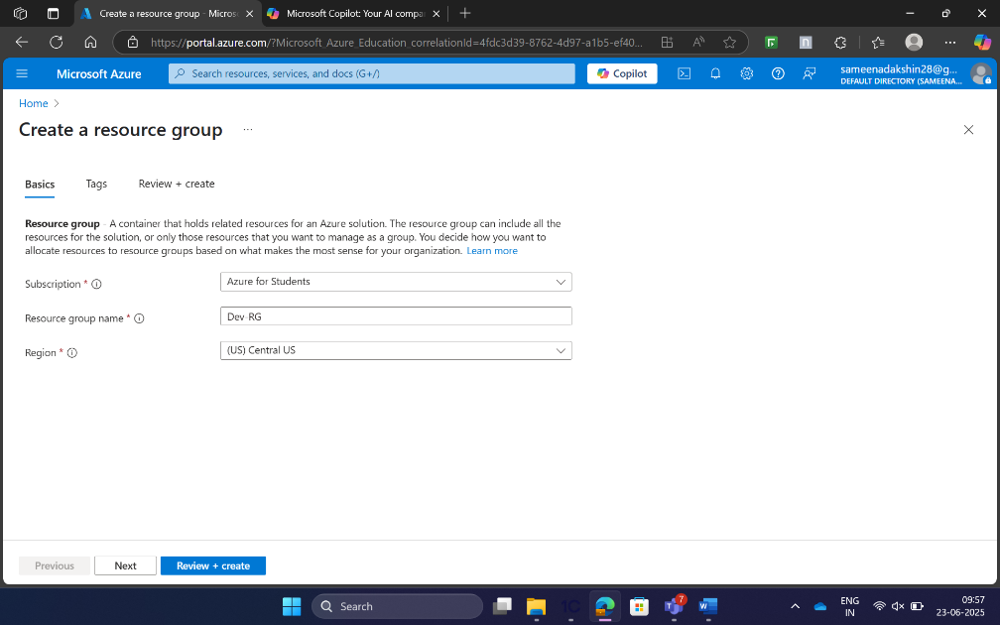 Create a resource group - Micros
Microsoft Copilot: Your AI compa
https://portal.azure.com/?Microsoft_Azure_Education_correlationId=4fdc3d39-8762-4d97-a1b5-ef40...
Microsoft Azure
Search resources, services, and docs (G+/)
Copilot
sameenadakshin28@g...
DEFAULT DIRECTORY (SAMEENA...
Home >
Create a resource group ...
Basics Tags Review + create
Resource group - A container that holds related resources for an Azure solution. The resource group can include all the
resources for the solution, or only those resources that you want to manage as a group. You decide how you want to
allocate resources to resource groups based on what makes the most sense for your organization. Learn more
Subscription * Azure for Students
Resource group name * Dev-RG
Region * (US) Central US
Previous Next Review + create
Search
1C
7
ENG
IN
09:57
23-06-2025